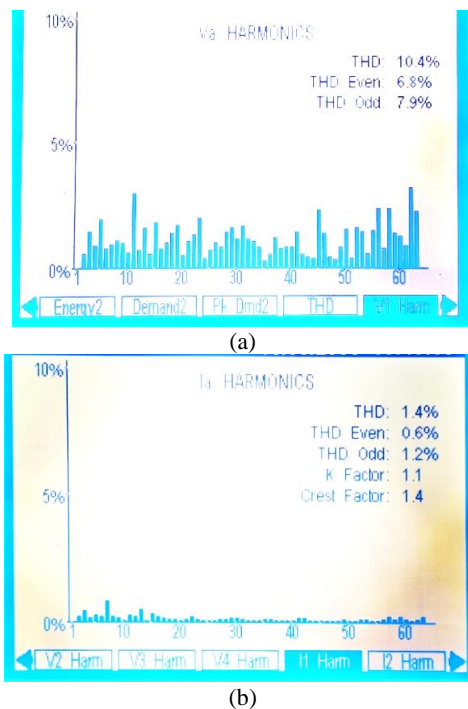 10%
Va HARMONICS
THD: 10.4%
THD Even: 6.8%
THD Odd: 7.9%
5%
0%
10 20 30 40 50 60
Energy2 Demand2 Pk Dmd2 THD V1 Harm
(a)
10%
Ia HARMONICS
THD: 1.4%
THD Even: 0.6%
THD Odd: 1.2%
K Factor: 1.1
Crest Factor: 1.4
5%
0%
1 10 20 30 40 50 60
V2 Harm V3 Harm V4 Harm I1 Harm I2 Harm
(b)